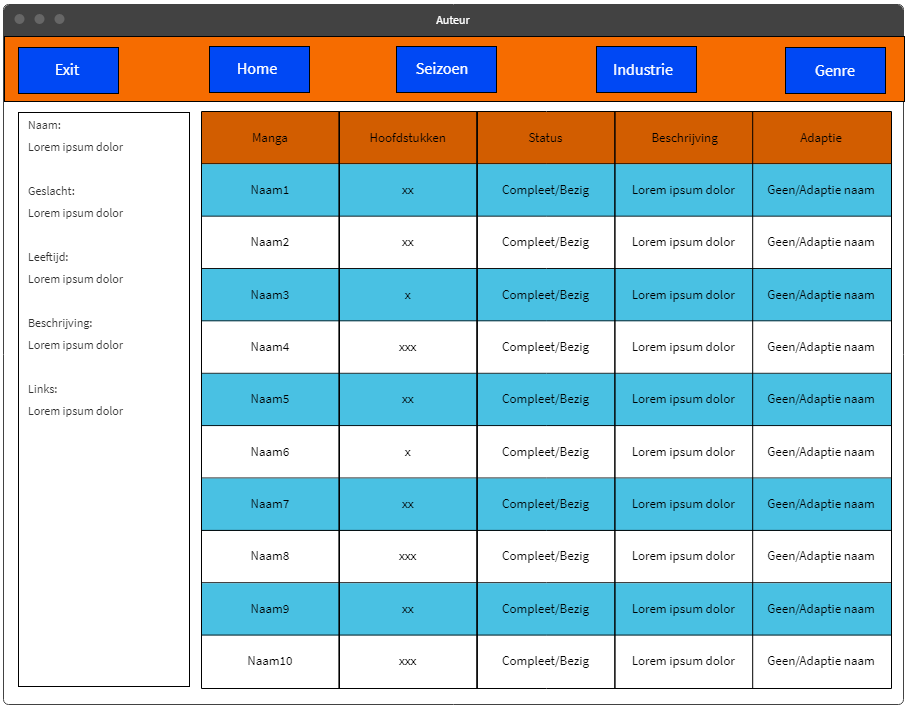 Auteur
Exit Home Seizoen Industrie Genre
Naam:
Lorem ipsum dolor
Geslacht:
Lorem ipsum dolor
Leeftijd:
Lorem ipsum dolor
Beschrijving:
Lorem ipsum dolor
Links:
Lorem ipsum dolor
Manga Hoofdstukken Status Beschrijving Adaptie
Naam1 xx Compleet/Bezig Lorem ipsum dolor Geen/Adaptie naam
Naam2 xx Compleet/Bezig Lorem ipsum dolor Geen/Adaptie naam
Naam3 x Compleet/Bezig Lorem ipsum dolor Geen/Adaptie naam
Naam4 xxx Compleet/Bezig Lorem ipsum dolor Geen/Adaptie naam
Naam5 xx Compleet/Bezig Lorem ipsum dolor Geen/Adaptie naam
Naam6 x Compleet/Bezig Lorem ipsum dolor Geen/Adaptie naam
Naam7 xx Compleet/Bezig Lorem ipsum dolor Geen/Adaptie naam
Naam8 xxx Compleet/Bezig Lorem ipsum dolor Geen/Adaptie naam
Naam9 xx Compleet/Bezig Lorem ipsum dolor Geen/Adaptie naam
Naam10 xxx Compleet/Bezig Lorem ipsum dolor Geen/Adaptie naam